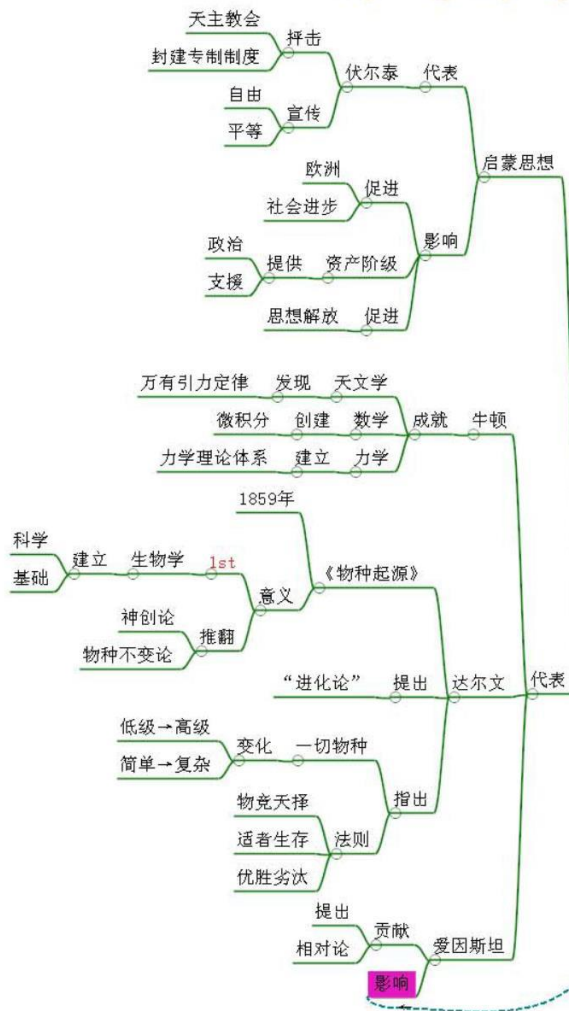 天主教会
抨击
封建专制制度
伏尔泰
代表
自由
宣传
平等
启蒙思想
欧洲
促进
社会进步
影响
政治
提供
资产阶级
支援
思想解放
促进
万有引力定律
发现
天文学
微积分
创建
数学
成就
牛顿
力学理论体系
建立
力学
1859年
科学
建立
生物学
1st
《物种起源》
基础
意义
神创论
推翻
物种不变论
“进化论”
提出
达尔文
代表
低级→高级
变化
一切物种
简单→复杂
指出
物竞天择
适者生存
法则
优胜劣汰
提出
贡献
相对论
爱因斯坦
影响